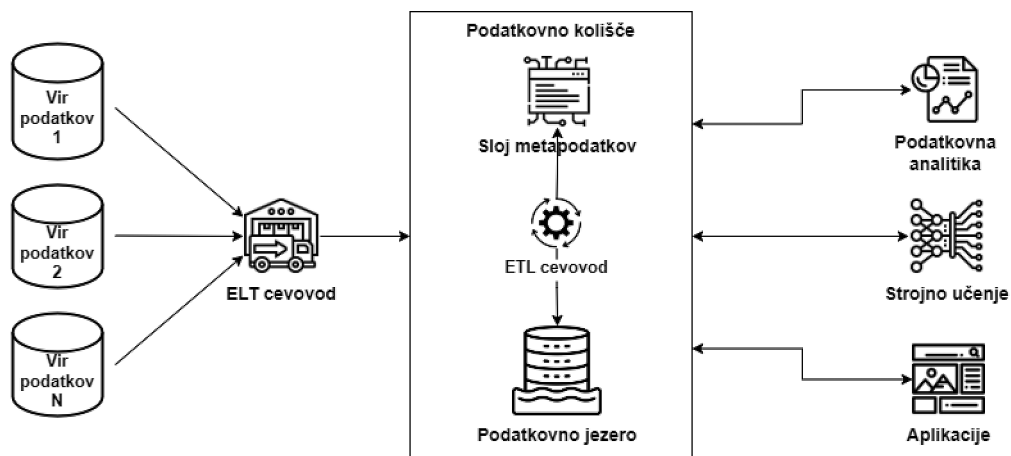 Vir
podatkov
1
Vir
podatkov
2
Vir
podatkov
N
ELT cevovod
Podatkovno kolišče
Sloj metapodatkov
ETL cevovod
Podatkovno jezero
Podatkovna
analitika
Strojno učenje
Aplikacije